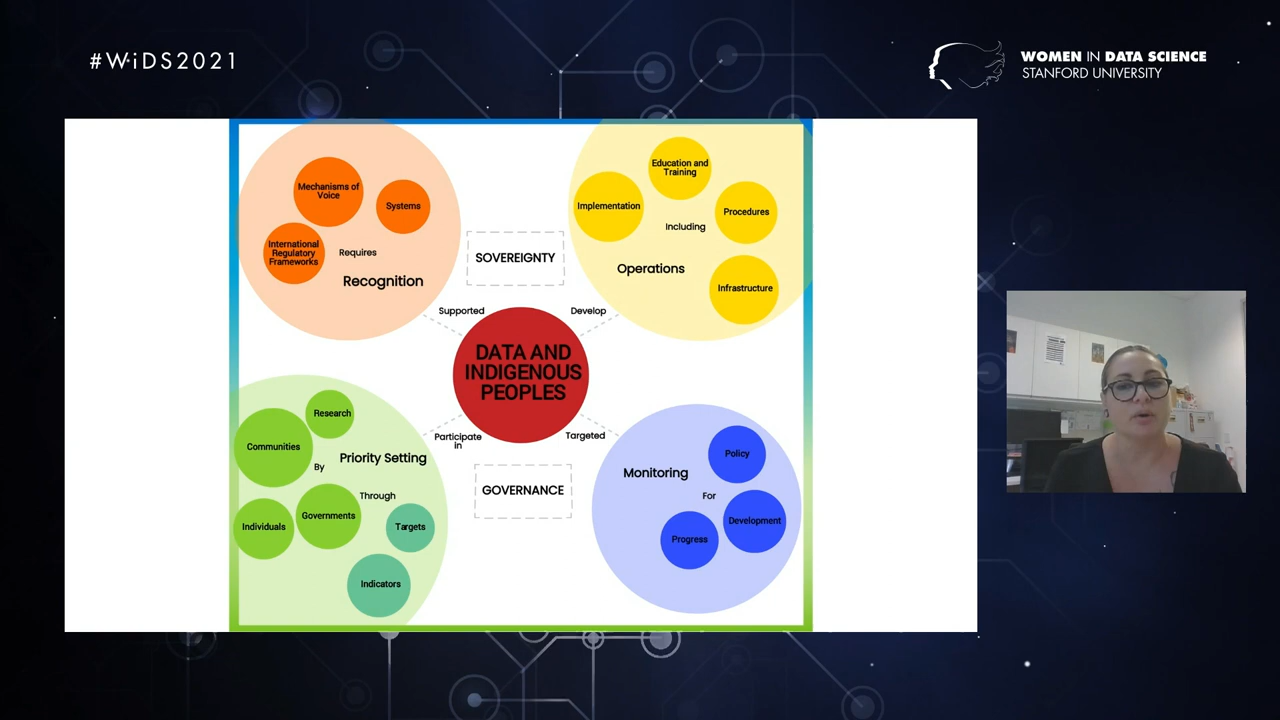 #WiDS2021
WOMEN IN DATA SCIENCE
STANFORD UNIVERSITY
Mechanisms of
Voice
Systems
International
Regulatory
Frameworks
Requires
Recognition
SOVEREIGNTY
Education and
Training
Implementation
Procedures
Including
Operations
Infrastructure
Supported
Develop
DATA AND
INDIGENOUS
PEOPLES
Participate
in
Targeted
GOVERNANCE
Research
Communities
By
Priority Setting
Through
Individuals
Governments
Targets
Indicators
Monitoring
Policy
For
Development
Progress